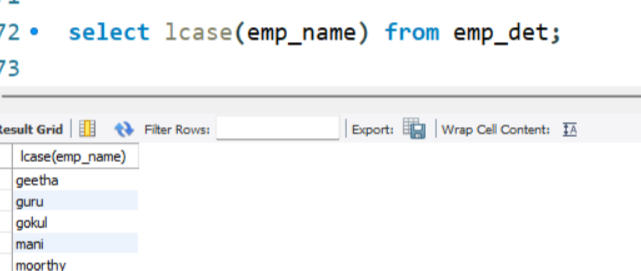 72 select lcase(emp_name) from emp_det;
73
Result Grid Filter Rows: Export: Wrap Cell Content: IA
lcase(emp_name)
geetha
guru
gokul
mani
moorthy